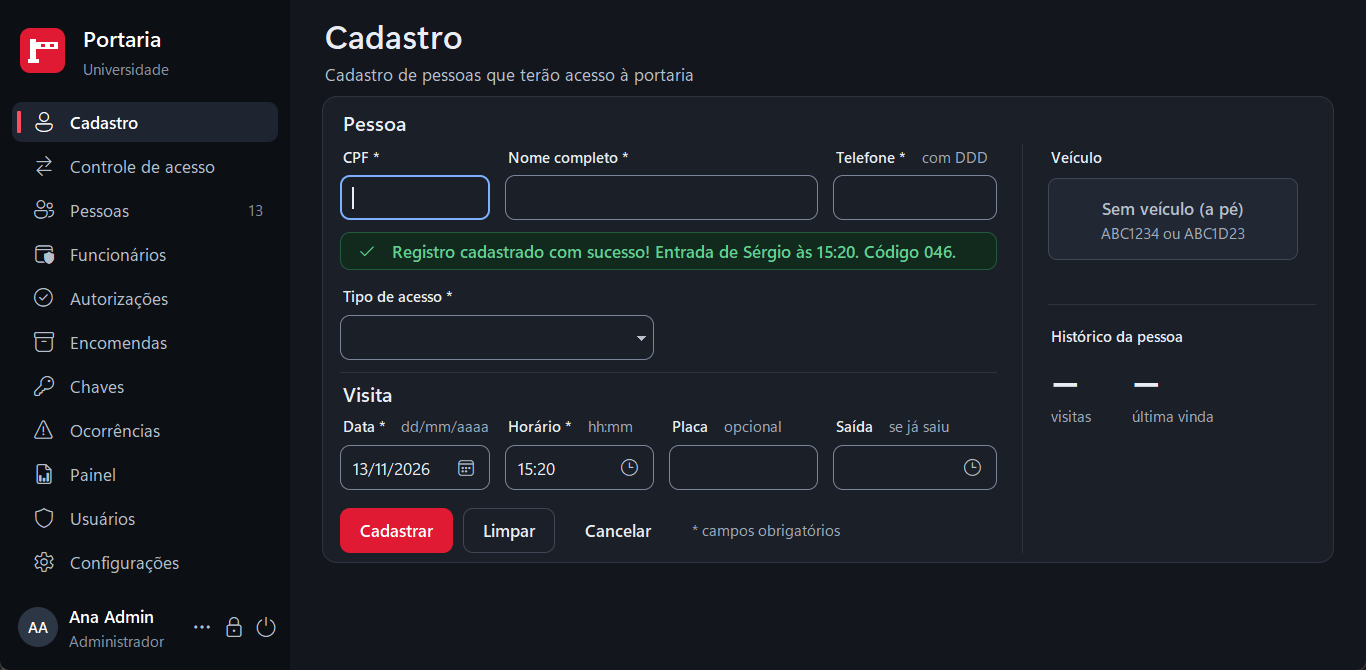 Portaria
Universidade
Cadastro
Controle de acesso
Pessoas 13
Funcionários
Autorizações
Encomendas
Chaves
Ocorrências
Painel
Usuários
Configurações
AA
Ana Admin
Administrador
Cadastro
Cadastro de pessoas que terão acesso à portaria
Pessoa
CPF * Nome completo * Telefone * com DDD
Registro cadastrado com sucesso! Entrada de Sérgio às 15:20. Código 046.
Tipo de acesso *
Visita
Data * dd/mm/aaaa Horário * hh:mm Placa opcional Saída se já saiu
13/11/2026 15:20
Cadastrar Limpar Cancelar * campos obrigatórios
Veículo
Sem veículo (a pé)
ABC1234 ou ABC1D23
Histórico da pessoa
— —
visitas última vinda